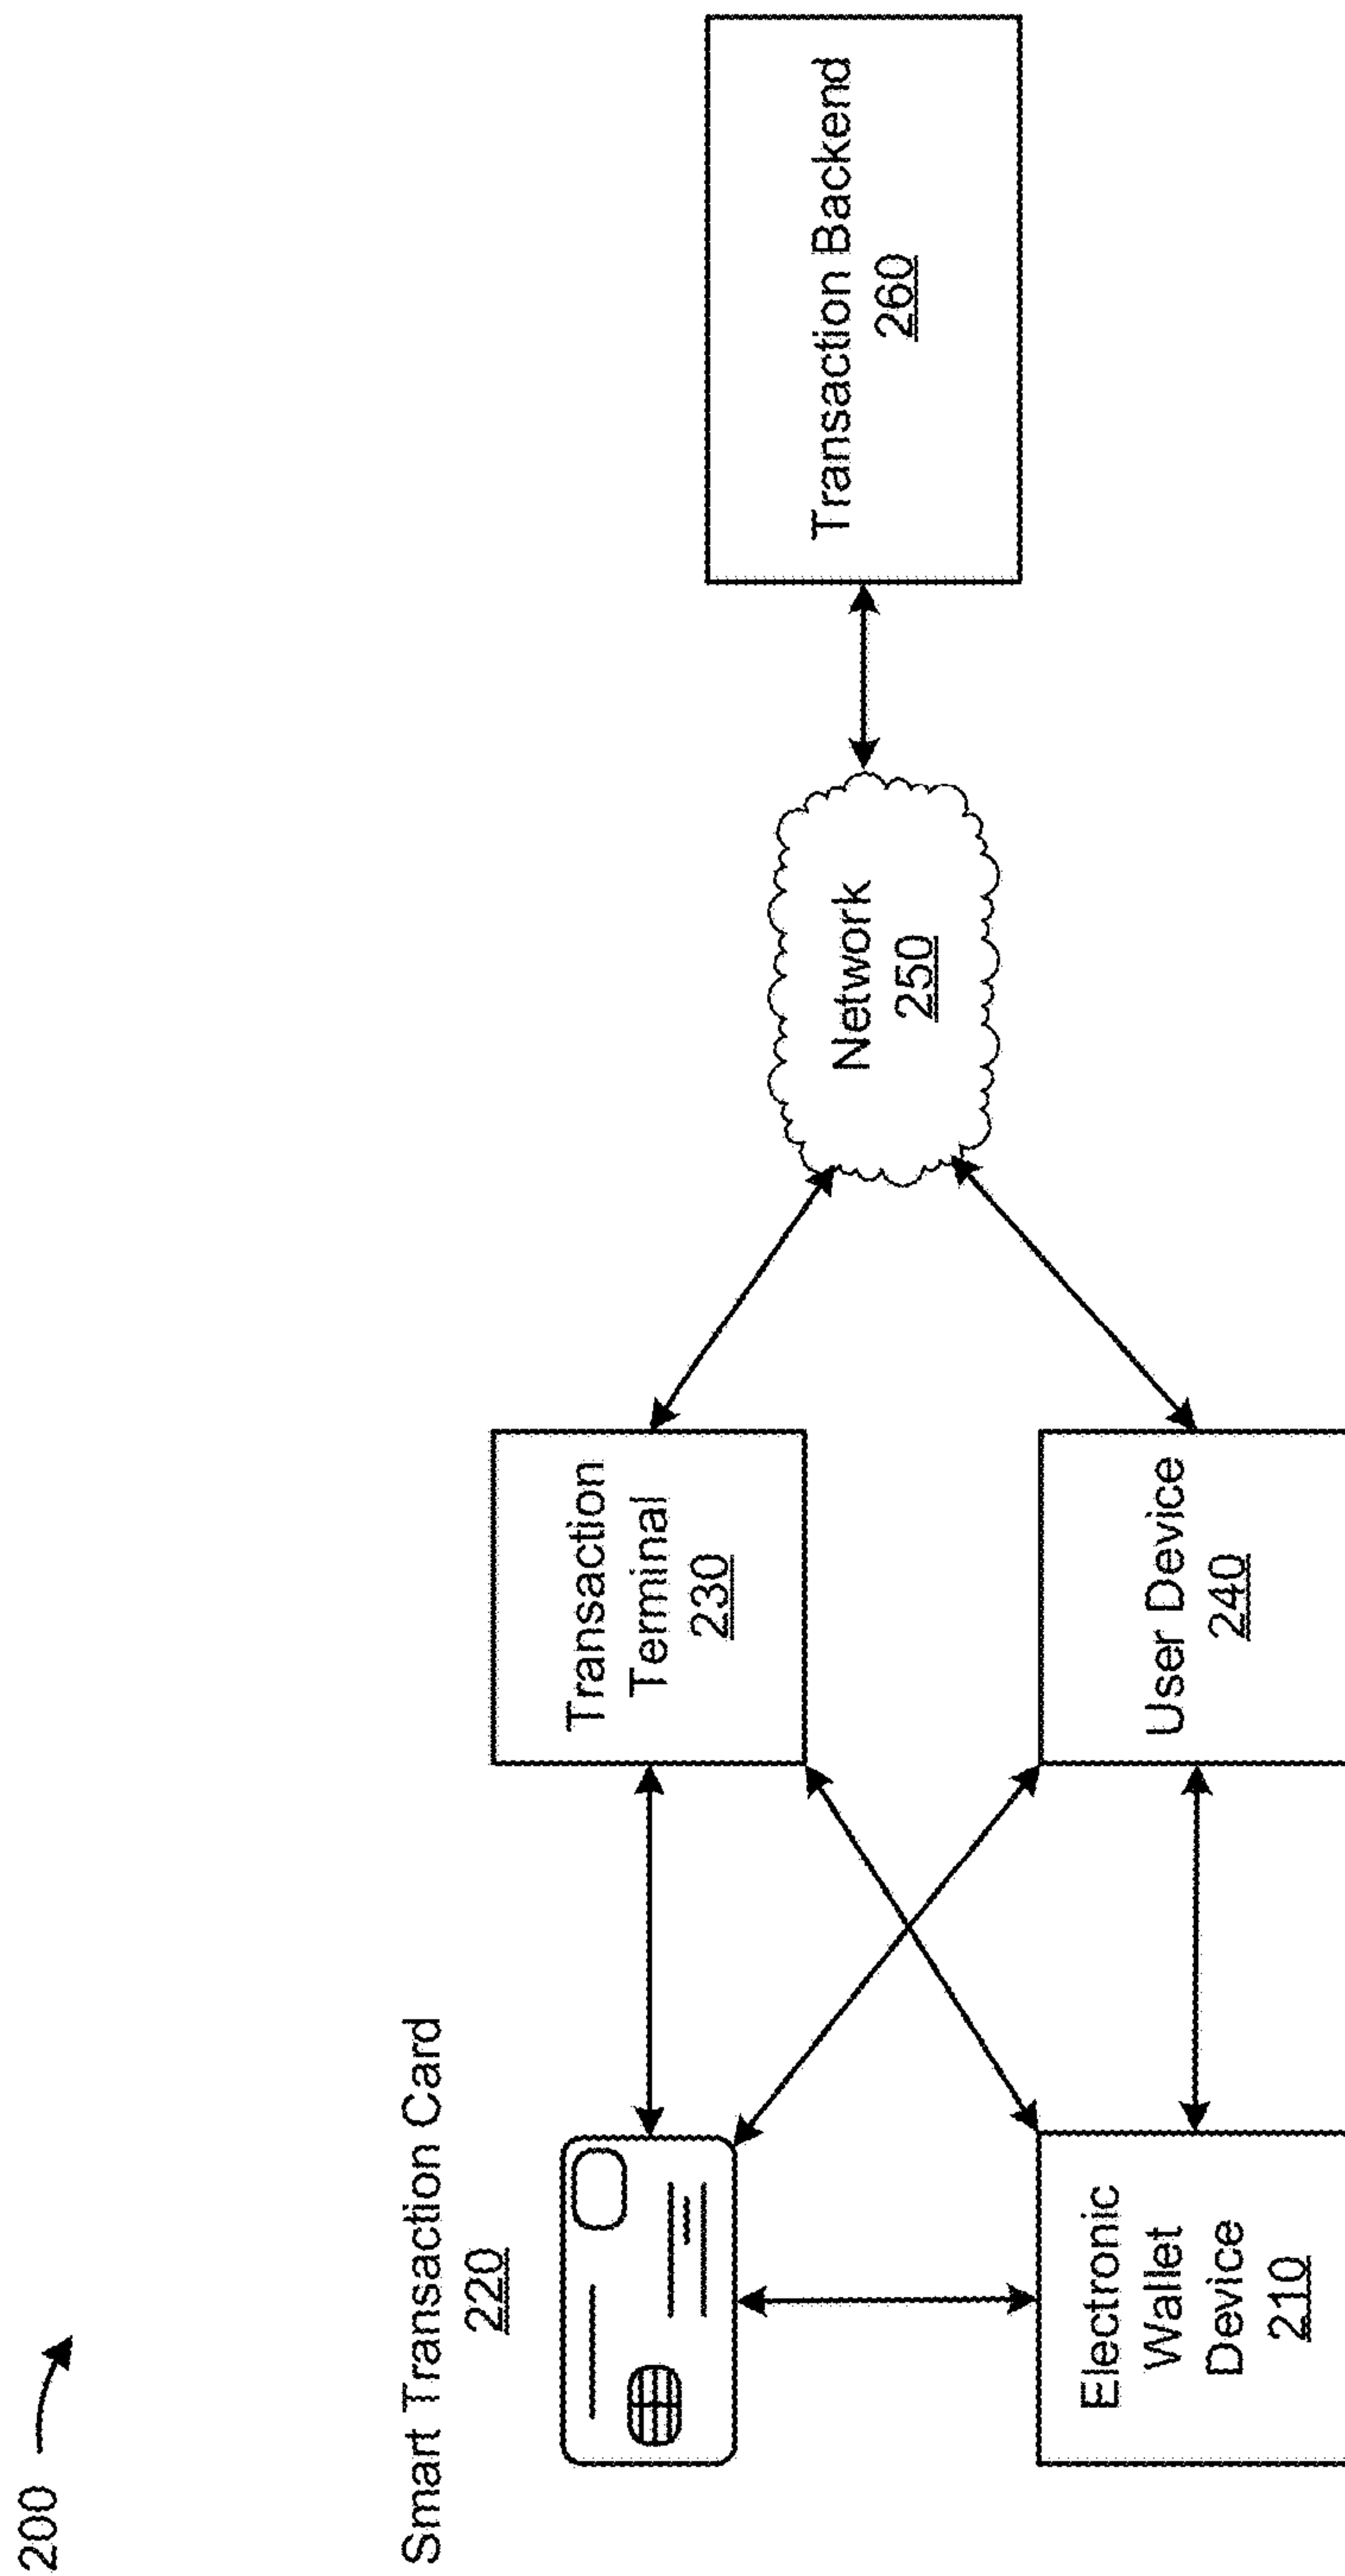 200
Smart Transaction Card
220
Transaction
Terminal
230
Electronic
Wallet
Device
210
User Device
240
Network
250
Transaction Backend
260